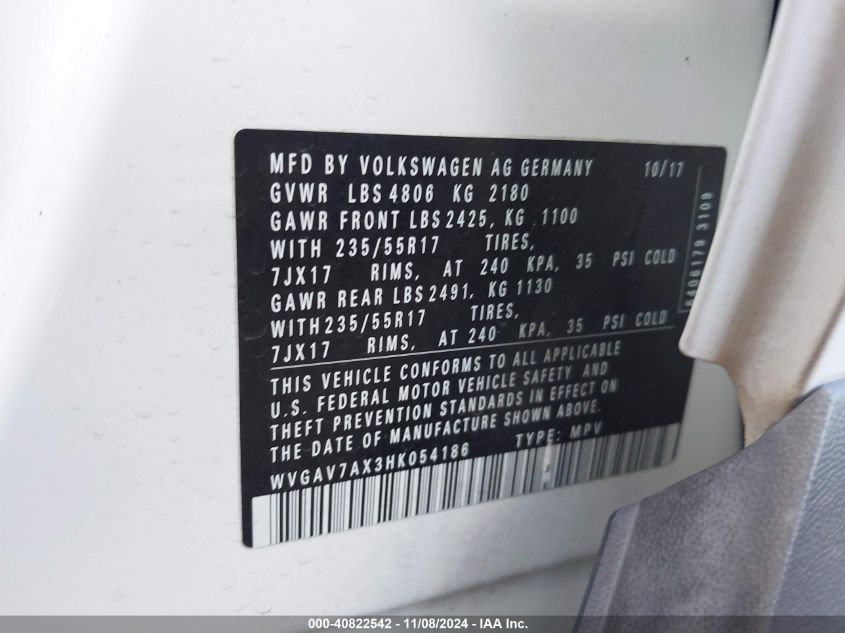 MFD BY VOLKSWAGEN AG GERMANY 10/17
GVWR LBS 4806 KG 2180
GAWR FRONT LBS 2425, KG 1100
WITH 235/55R17 TIRES,
7JX17 RIMS, AT 240 KPA, 35 PSI COLD
GAWR REAR LBS 2491, KG 1130
WITH 235/55R17 TIRES,
7JX17 RIMS, AT 240 KPA, 35 PSI COLD
THIS VEHICLE CONFORMS TO ALL APPLICABLE
U.S. FEDERAL MOTOR VEHICLE SAFETY AND
THEFT PREVENTION STANDARDS IN EFFECT ON
THE DATE OF MANUFACTURE SHOWN ABOVE.
WVGAV7AX3HK054186 TYPE: MPV
3109
000-40822542 - 11/08/2024 - IAA Inc.